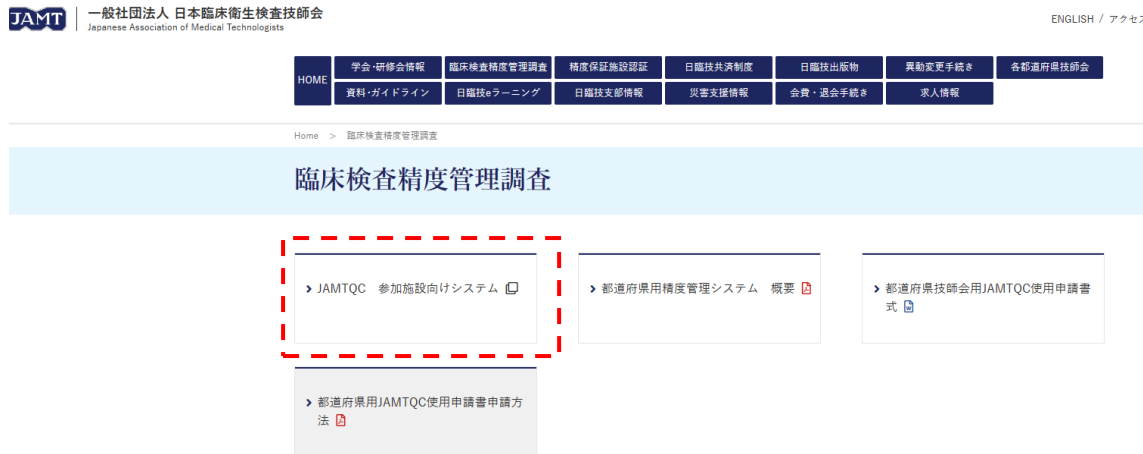 JAMT
一般社団法人 日本臨床衛生検査技師会
Japanese Association of Medical Technologists
ENGLISH / アクセス
HOME
学会・研修会情報 臨床検査精度管理調査 精度保証施設認証 日臨技共済制度 日臨技出版物 異動変更手続き 各都道府県技師会
資料・ガイドライン 日臨技eラーニング 日臨技支部情報 災害支援情報 会費・退会手続き 求人情報
Home > 臨床検査精度管理調査
臨床検査精度管理調査
JAMTQC 参加施設向けシステム
都道府県用精度管理システム 概要
都道府県技師会用JAMTQC使用申請書
式
都道府県用JAMTQC使用申請書申請方
法